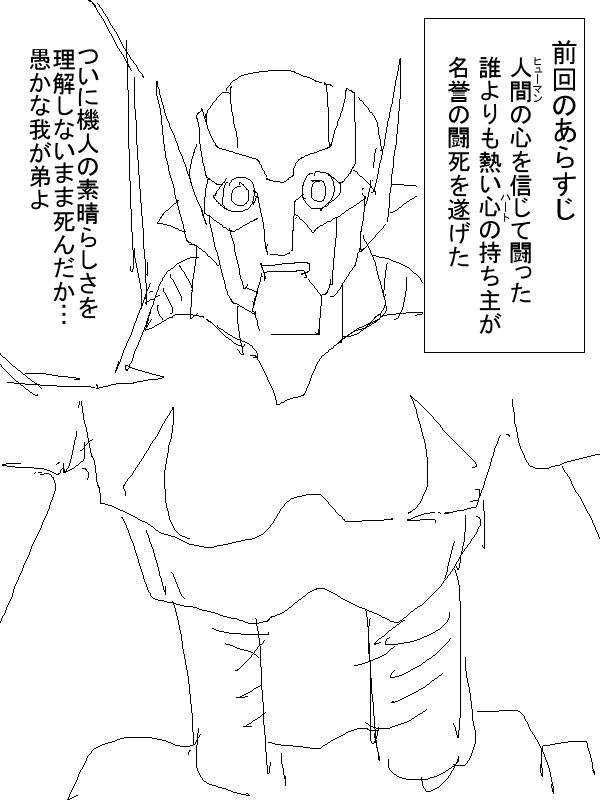 前回のあらすじ
人間の心を信じて闘った
ヒューマン
誰よりも熱い心の持ち主が
ハート
名誉の闘死を遂げた
ついに機人の素晴らしさを
理解しないまま死んだか…
愚かな我が弟よ